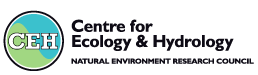 CEH
Centre for
Ecology & Hydrology
NATURAL ENVIRONMENT RESEARCH COUNCIL